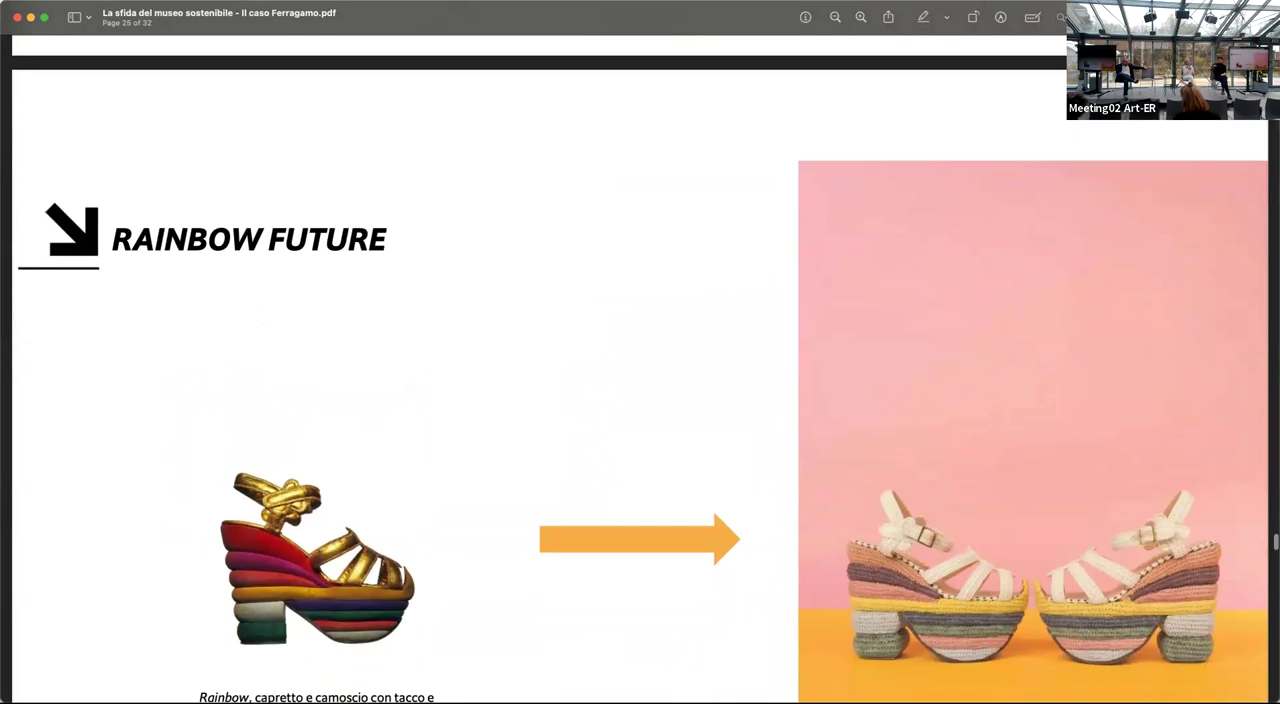 La sfida del museo sostenibile - Il caso Ferragamo.pdf
Page 25 of 32
Meeting02 Art-ER
RAINBOW FUTURE
Rainbow, capretto e camoscio con tacco e